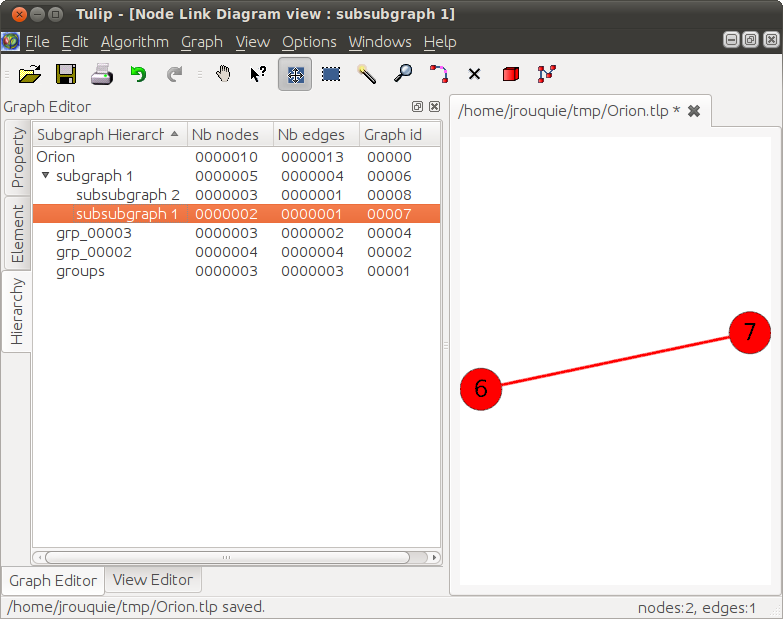 Tulip - [Node Link Diagram view : subsubgraph 1]
File Edit Algorithm Graph View Options Windows Help
Graph Editor
/home/jrouquie/tmp/Orion.tlp *
Property
Element
Hierarchy
Subgraph Hierarch Nb nodes Nb edges Graph id
Orion 0000010 0000013 00000
subgraph 1 0000005 0000004 00006
subsubgraph 2 0000003 0000001 00008
subsubgraph 1 0000002 0000001 00007
grp_00003 0000003 0000002 00004
grp_00002 0000004 0000004 00002
groups 0000003 0000003 00001
7
6
Graph Editor View Editor
/home/jrouquie/tmp/Orion.tlp saved.
nodes:2, edges:1